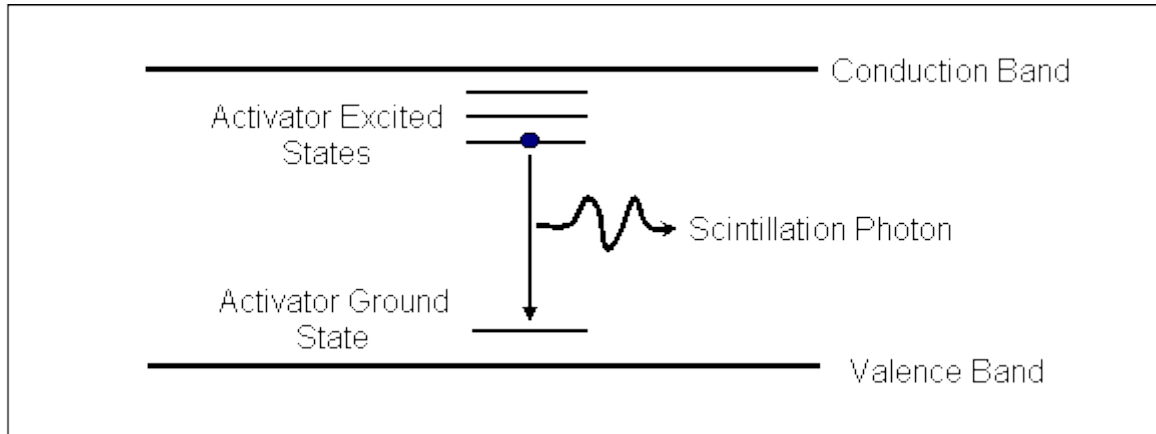 Conduction Band
Activator Excited
States
Scintillation Photon
Activator Ground
State
Valence Band